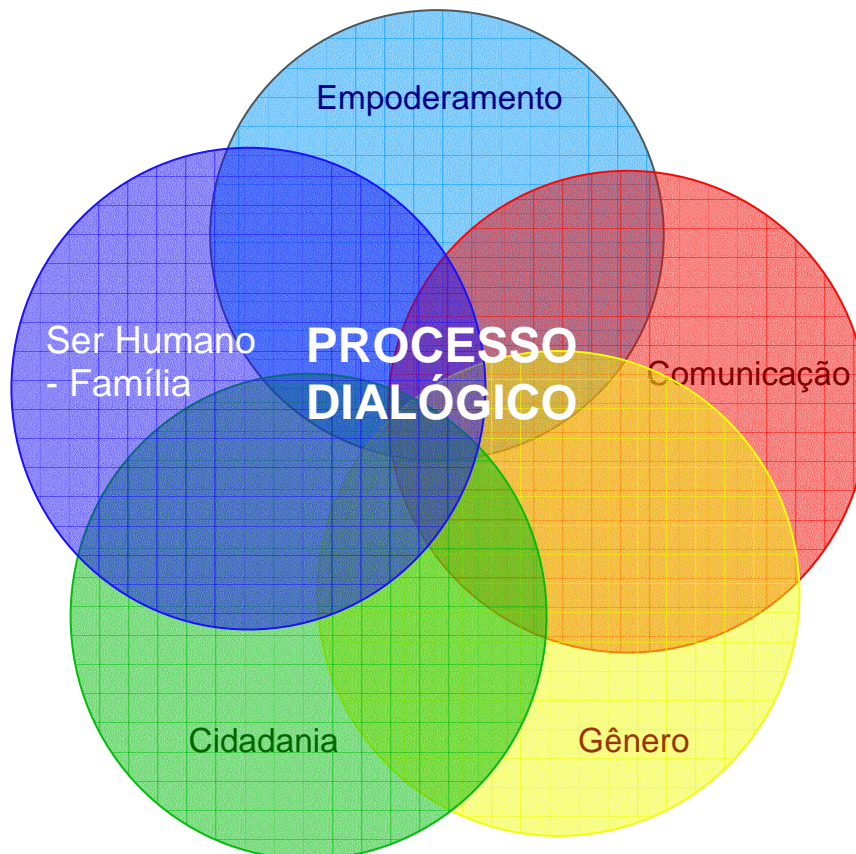 Empoderamento
Ser Humano
- Família
PROCESSO
DIALÓGICO
Comunicação
Cidadania
Gênero